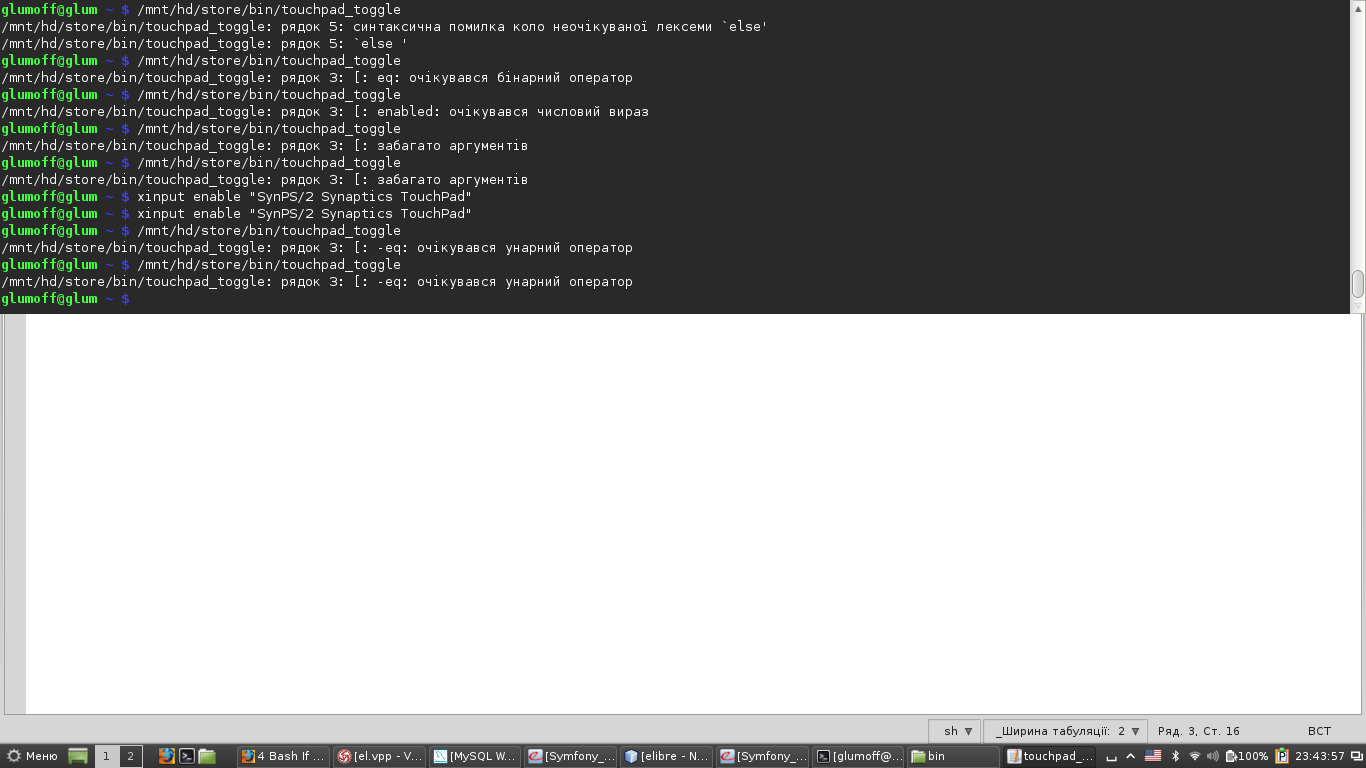 glumoff@glum ~ $ /mnt/hd/store/bin/touchpad_toggle
/mnt/hd/store/bin/touchpad_toggle: рядок 5: синтаксична помилка коло неочікуваної лексеми `else'
/mnt/hd/store/bin/touchpad_toggle: рядок 5: `else '
glumoff@glum ~ $ /mnt/hd/store/bin/touchpad_toggle
/mnt/hd/store/bin/touchpad_toggle: рядок 3: [: eq: очікувався бінарний оператор
glumoff@glum ~ $ /mnt/hd/store/bin/touchpad_toggle
/mnt/hd/store/bin/touchpad_toggle: рядок 3: [: enabled: очікувався числовий вираз
glumoff@glum ~ $ /mnt/hd/store/bin/touchpad_toggle
/mnt/hd/store/bin/touchpad_toggle: рядок 3: [: забагато аргументів
glumoff@glum ~ $ /mnt/hd/store/bin/touchpad_toggle
/mnt/hd/store/bin/touchpad_toggle: рядок 3: [: забагато аргументів
glumoff@glum ~ $ xinput enable "SynPS/2 Synaptics TouchPad"
glumoff@glum ~ $ xinput enable "SynPS/2 Synaptics TouchPad"
glumoff@glum ~ $ /mnt/hd/store/bin/touchpad_toggle
/mnt/hd/store/bin/touchpad_toggle: рядок 3: [: -eq: очікувався унарний оператор
glumoff@glum ~ $ /mnt/hd/store/bin/touchpad_toggle
/mnt/hd/store/bin/touchpad_toggle: рядок 3: [: -eq: очікувався унарний оператор
glumoff@glum ~ $
sh _Ширина табуляції: 2 Ряд. 3, Ст. 16 ВСТ
Меню 1 2 4 Bash If ... [el.vpp - V... [MySQL W... [Symfony_... [elibre - N... [Symfony_... [glumoff@... bin touchpad_... 100% 23:43:57